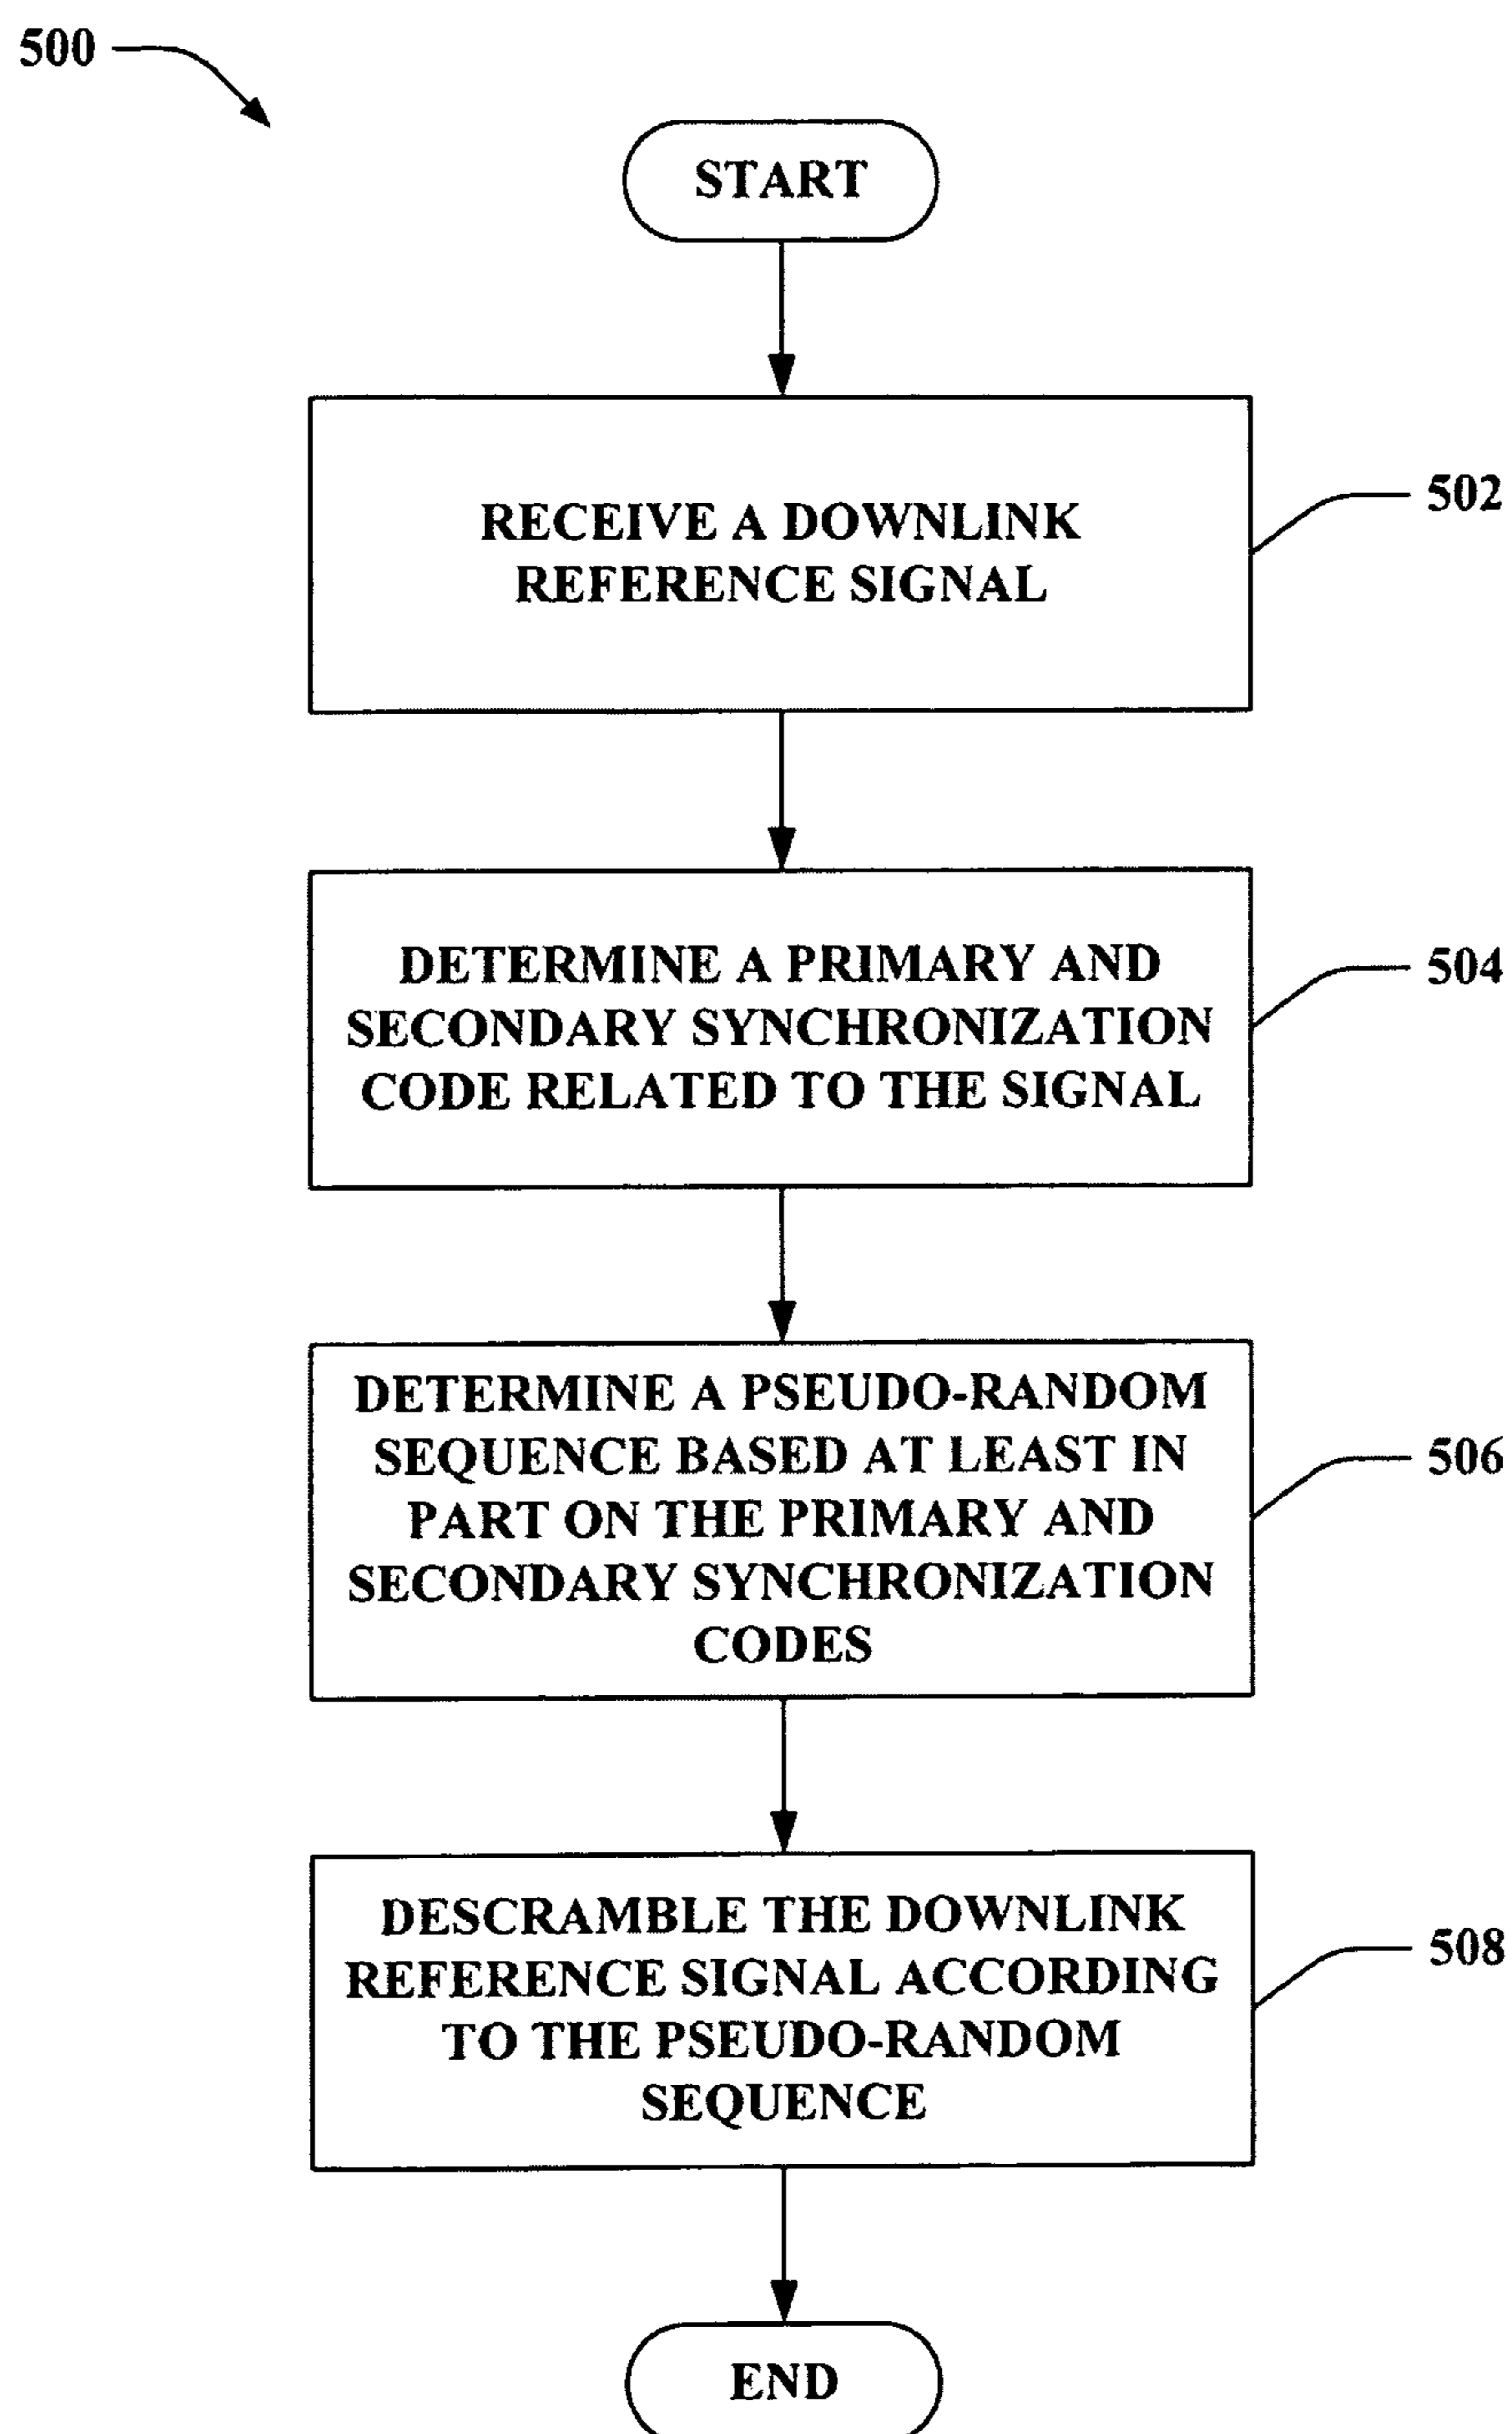 500
START
RECEIVE A DOWNLINK
REFERENCE SIGNAL
502
DETERMINE A PRIMARY AND
SECONDARY SYNCHRONIZATION
CODE RELATED TO THE SIGNAL
504
DETERMINE A PSEUDO-RANDOM
SEQUENCE BASED AT LEAST IN
PART ON THE PRIMARY AND
SECONDARY SYNCHRONIZATION
CODES
506
DESCRAMBLE THE DOWNLINK
REFERENCE SIGNAL ACCORDING
TO THE PSEUDO-RANDOM
SEQUENCE
508
END